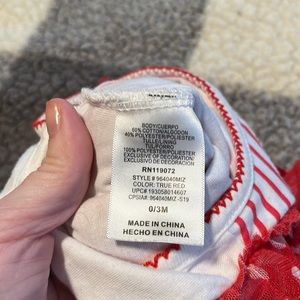 BODY/CUERPO
60% COTTON/ALGODON
40% POLYESTER/POLIESTER
TULLE/TULINA
TUL/FORRO
100% POLYESTER/POLIESTER
EXCLUSIVE OF DECORATION/
EXCLUSIVO DE DECORACION
RN119072
STYLE # 964040MIZ
COLOR: TRUE RED
UPC#: 193058014607
CPSIA#: 964040MIZ-S19
0/3M
MADE IN CHINA
HECHO EN CHINA